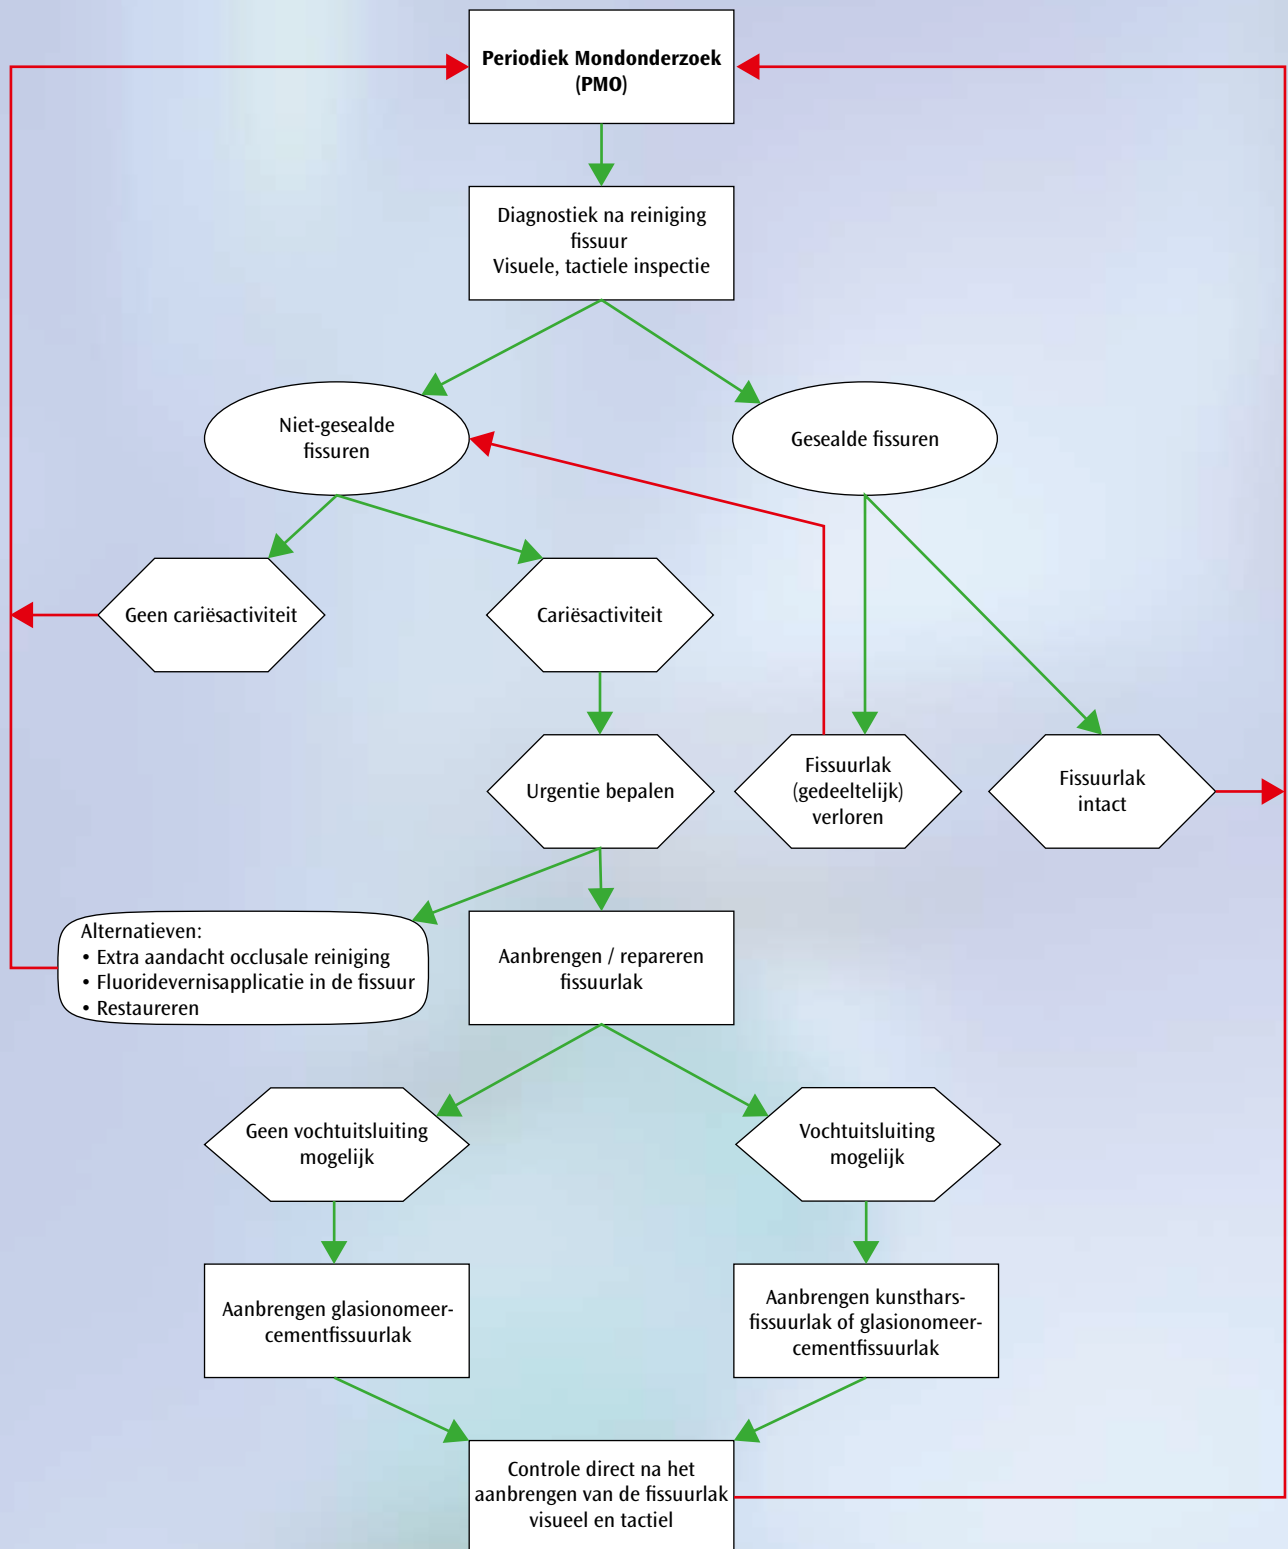 Periodiek Mondonderzoek
(PMO)
Diagnostiek na reiniging
fissuur
Visuele, tactiele inspectie
Niet-gesealde
fissuren
Gesealde fissuren
Geen cariësactiviteit
Cariësactiviteit
Urgentie bepalen
Fissuurlak
(gedeeltelijk)
verloren
Fissuurlak
intact
Alternatieven:
• Extra aandacht occlusale reiniging
• Fluoridevernisapplicatie in de fissuur
• Restaureren
Aanbrengen / repareren
fissuurlak
Geen vochtuitsluiting
mogelijk
Vochtuitsluiting
mogelijk
Aanbrengen glasionomeer-
cementfissuurlak
Aanbrengen kunsthars-
fissuurlak of glasionomeer-
cementfissuurlak
Controle direct na het
aanbrengen van de fissuurlak
visueel en tactiel